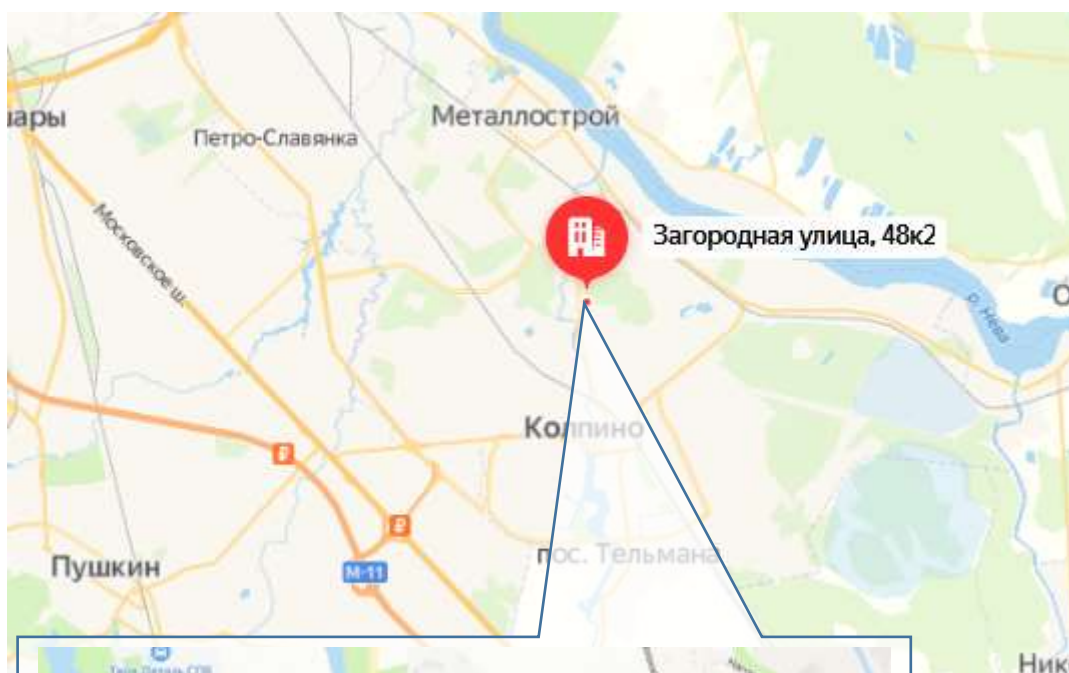 Металлострой
шары
Петро-Славянка
Загородная улица, 48к2
Московское ш.
р. Нева
О
Колпино
₽
₽
пос. Тельмана
Пушкин
М-11
Ник